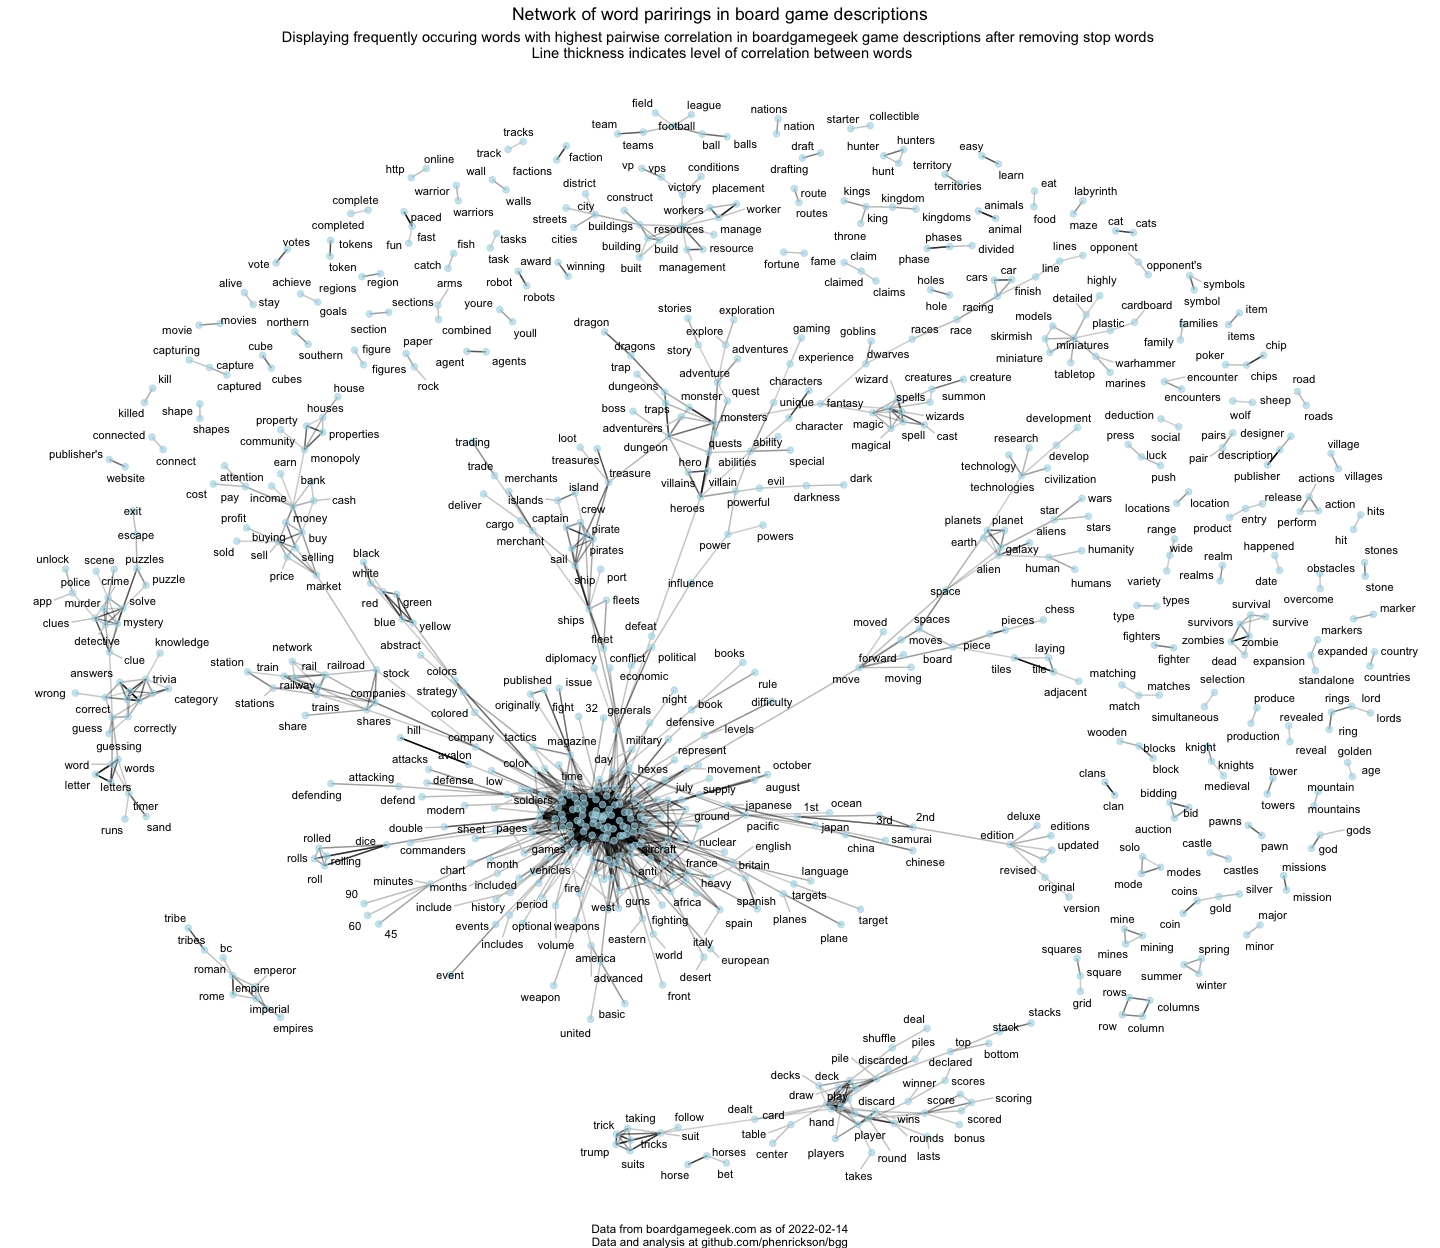 Network of word parirings in board game descriptions
Displaying frequently occuring words with highest pairwise correlation in boardgamegeek game descriptions after removing stop words
Line thickness indicates level of correlation between words
field league nations
team football nation starter collectible
tracks teams ball balls draft hunter hunters easy
track faction vp vps conditions drafting hunt territory learn
http online wall factions district victory placement route kings kingdom territories eat labyrinth
complete warrior walls construct workers worker routes king kingdoms animals food maze cat cats
completed paced warriors streets city buildings resources manage throne phases divided animal lines opponent
votes tokens fun fast fish tasks cities building build resource fortune fame claim phase line opponent's
vote token catch task award winning built management claimed claims holes cars car highly symbols
alive achieve regions region arms robot robots hole racing finish detailed cardboard symbol item
stay goals sections youre stories exploration gaming goblins races race models plastic families items
movie movies northern section combined youll dragon explore experience dwarves skirmish miniatures family poker chip
capturing capture cube southern figure paper agent agents dragons story adventures characters wizard creatures creature miniature warhammer encounter chips road
captured cubes figures rock trap adventure quest unique fantasy spells summon tabletop marines encounters sheep roads
kill house dungeons monster character wizards development deduction wolf
killed shape houses boss traps monsters magic spell cast research press social pairs designer village
connected shapes property properties adventurers quests ability magical technology develop luck pair description villages
publisher's connect community monopoly trading loot dungeon hero abilities special technologies civilization push publisher actions
website attention earn bank trade treasures treasure villains villain evil dark wars locations location release action hits
cost pay income cash merchants island heroes powerful darkness star stars range product entry perform hit
exit profit money deliver islands crew planets planet aliens wide realm happened stones
escape buying buy cargo captain pirate power powers earth galaxy humanity variety realms date obstacles stone
unlock scene puzzles sold sell selling black merchant pirates alien human types overcome
police crime puzzle price market white sail port influence humans type survival marker
app murder solve red green ship fleets space chess survivors survive markers
clues mystery blue yellow ships defeat moved spaces pieces fighters zombies zombie expanded country
detective knowledge network abstract fleet moves piece laying fighter dead expansion countries
answers clue station train rail railroad stock colors diplomacy conflict political books forward board tiles tile matching selection standalone
wrong trivia category railway companies strategy published issue economic move moving adjacent matches produce rings lord
correct correctly stations trains shares colored originally fight 32 generals night book rule match simultaneous revealed lords
guess share hill company tactics magazine military defensive difficulty wooden production ring
guessing avalon day levels blocks knight reveal golden
word words attacks color time hexes represent movement october block knights tower age
letter letters attacking defense low july supply august clans medieval mountain
timer defending defend modern soldiers japanese 1st ocean clan bidding towers mountains
runs sand rolled dice double sheet pages ground pacific japan 3rd 2nd deluxe editions bid pawns gods
rolls rolling commanders games aircraft nuclear english china samurai edition updated auction pawn god
roll chart month vehicles anti france britain chinese solo castle missions
minutes months included fire heavy language revised mode modes castles mission
90 include history period west guns africa spanish targets original coins silver
tribe 60 45 events optional weapons fighting spain planes target version coin gold major
tribes bc includes volume eastern italy plane mine mining minor
roman emperor event america world european squares mines spring
rome empire advanced desert square summer winter
imperial weapon front grid rows columns
empires basic united row column
deal stack stacks
shuffle piles top bottom
pile discarded declared
decks deck winner scores
draw play discard score scoring
taking follow dealt card hand wins scored
trick suit table player rounds bonus
trump tricks center players round lasts
suits horses takes
horse bet
Data from boardgamegeek.com as of 2022-02-14
Data and analysis at github.com/phenrickson/bgg